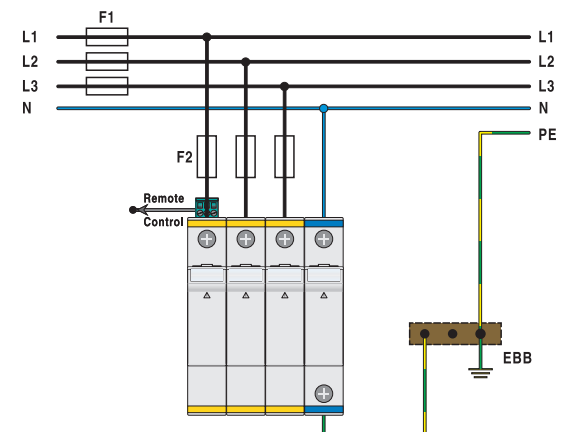 F1
L1 L1
L2 L2
L3 L3
N N
PE
F2
Remote
Control
EBB